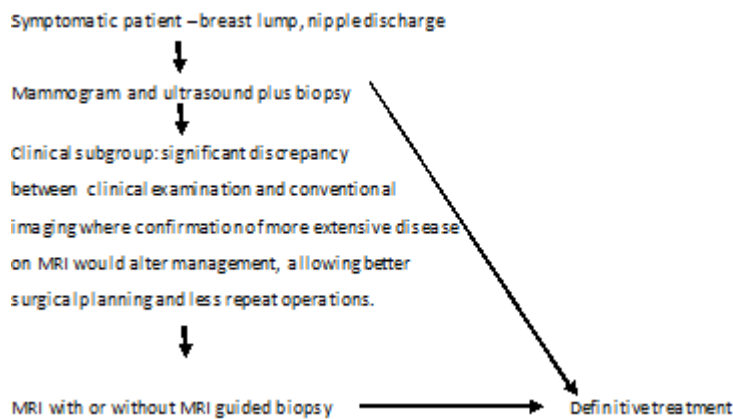 Symptomatic patient – breast lump, nipple discharge
Mammogram and ultrasound plus biopsy
Clinical subgroup: significant discrepancy
between clinical examination and conventional
imaging where confirmation of more extensive disease
on MRI would alter management, allowing better
surgical planning and less repeat operations.
MRI with or without MRI guided biopsy
Definitive treatment